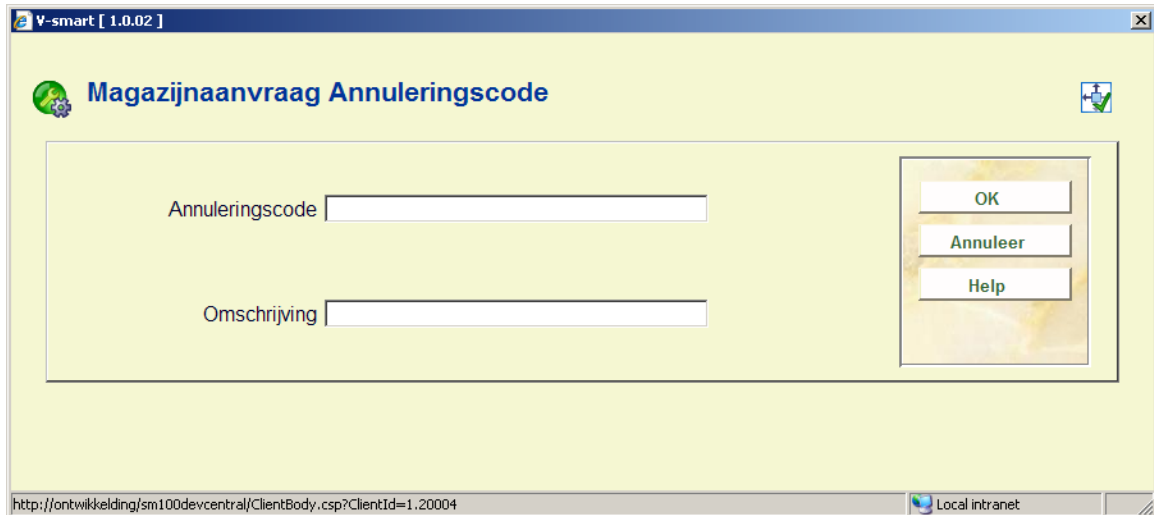 V-smart [ 1.0.02 ]
Magazijnaanvraag Annuleringscode
Annuleringscode
Omschrijving
OK
Annuleer
Help
http://ontwikkelding/sm100devcentral/ClientBody.csp?ClientId=1.20004
Local intranet